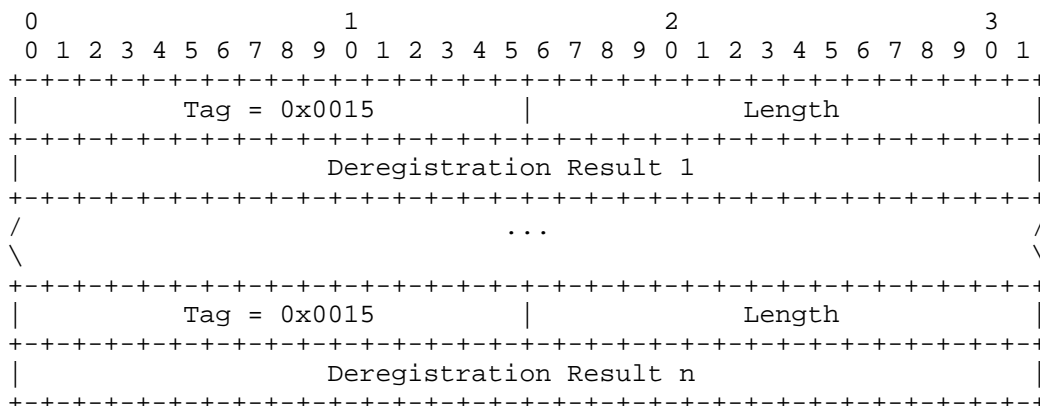 0                   1                   2                   3
 0 1 2 3 4 5 6 7 8 9 0 1 2 3 4 5 6 7 8 9 0 1 2 3 4 5 6 7 8 9 0 1
+-+-+-+-+-+-+-+-+-+-+-+-+-+-+-+-+-+-+-+-+-+-+-+-+-+-+-+-+-+-+-+-+
|          Tag = 0x0015         |             Length            |
+-+-+-+-+-+-+-+-+-+-+-+-+-+-+-+-+-+-+-+-+-+-+-+-+-+-+-+-+-+-+-+-+
|                   Deregistration Result 1                     |
+-+-+-+-+-+-+-+-+-+-+-+-+-+-+-+-+-+-+-+-+-+-+-+-+-+-+-+-+-+-+-+-+
/                              ...                              /
\                                                               \
+-+-+-+-+-+-+-+-+-+-+-+-+-+-+-+-+-+-+-+-+-+-+-+-+-+-+-+-+-+-+-+-+
|          Tag = 0x0015         |             Length            |
+-+-+-+-+-+-+-+-+-+-+-+-+-+-+-+-+-+-+-+-+-+-+-+-+-+-+-+-+-+-+-+-+
|                   Deregistration Result n                     |
+-+-+-+-+-+-+-+-+-+-+-+-+-+-+-+-+-+-+-+-+-+-+-+-+-+-+-+-+-+-+-+-+